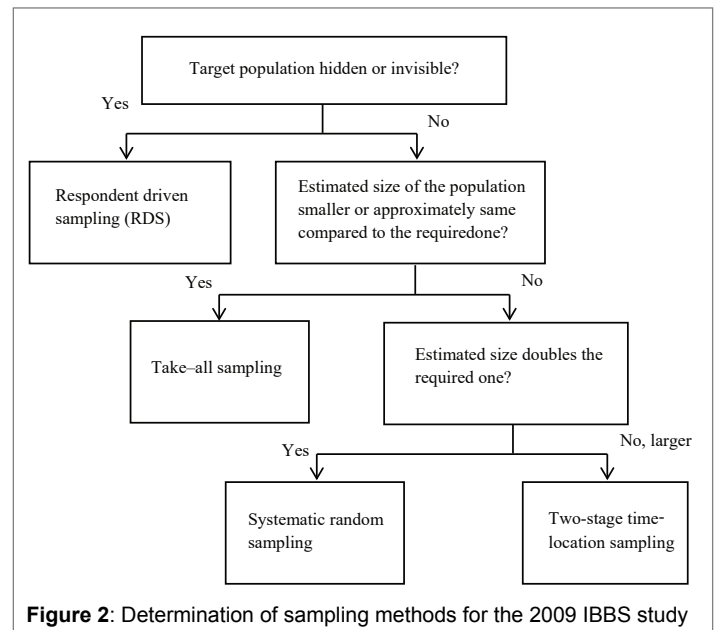 Target population hidden or invisible?
Yes
No
Respondent driven
sampling (RDS)
Estimated size of the population
smaller or approximately same
compared to the requiredone?
Yes
No
Take–all sampling
Estimated size doubles the
required one?
Yes
No, larger
Systematic random
sampling
Two-stage time-
location sampling
Figure 2: Determination of sampling methods for the 2009 IBBS study